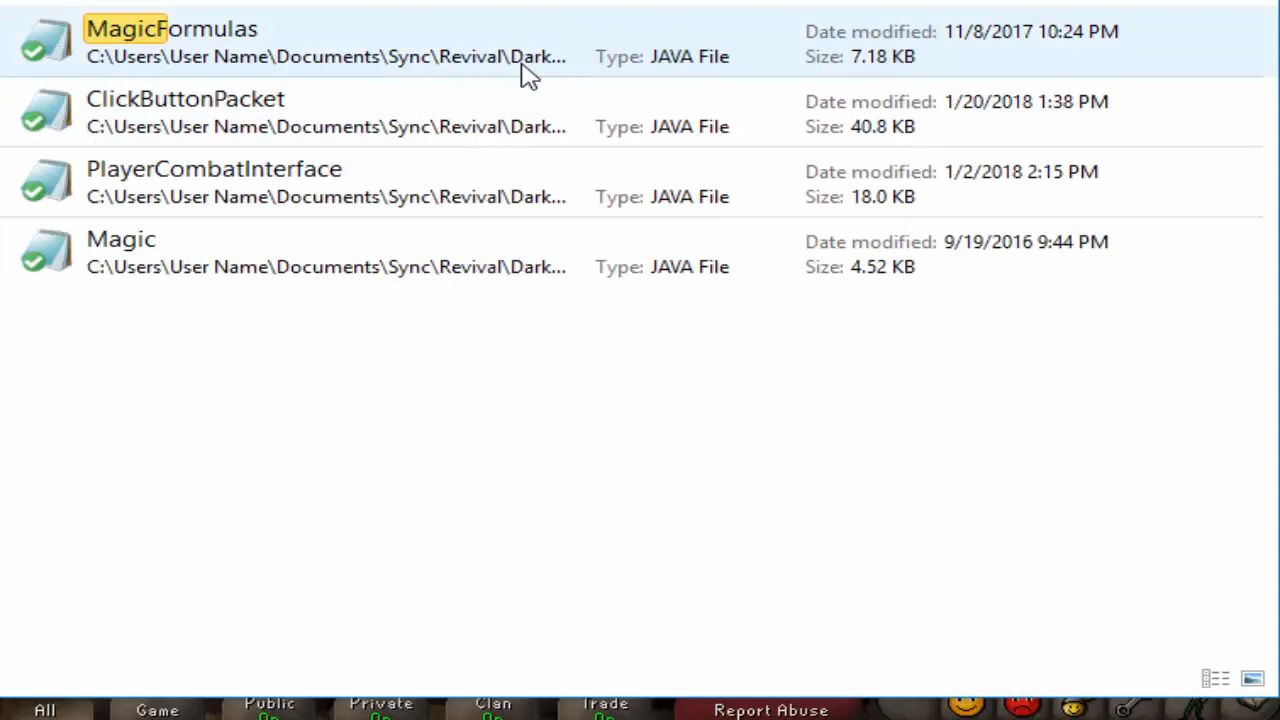 MagicFormulas
C:\Users\User Name\Documents\Sync\Revival\Dark... Type: JAVA File
Date modified: 11/8/2017 10:24 PM
Size: 7.18 KB
ClickButtonPacket
C:\Users\User Name\Documents\Sync\Revival\Dark... Type: JAVA File
Date modified: 1/20/2018 1:38 PM
Size: 40.8 KB
PlayerCombatInterface
C:\Users\User Name\Documents\Sync\Revival\Dark... Type: JAVA File
Date modified: 1/2/2018 2:15 PM
Size: 18.0 KB
Magic
C:\Users\User Name\Documents\Sync\Revival\Dark... Type: JAVA File
Date modified: 9/19/2016 9:44 PM
Size: 4.52 KB
All Game Public Private Clan Trade Report Abuse